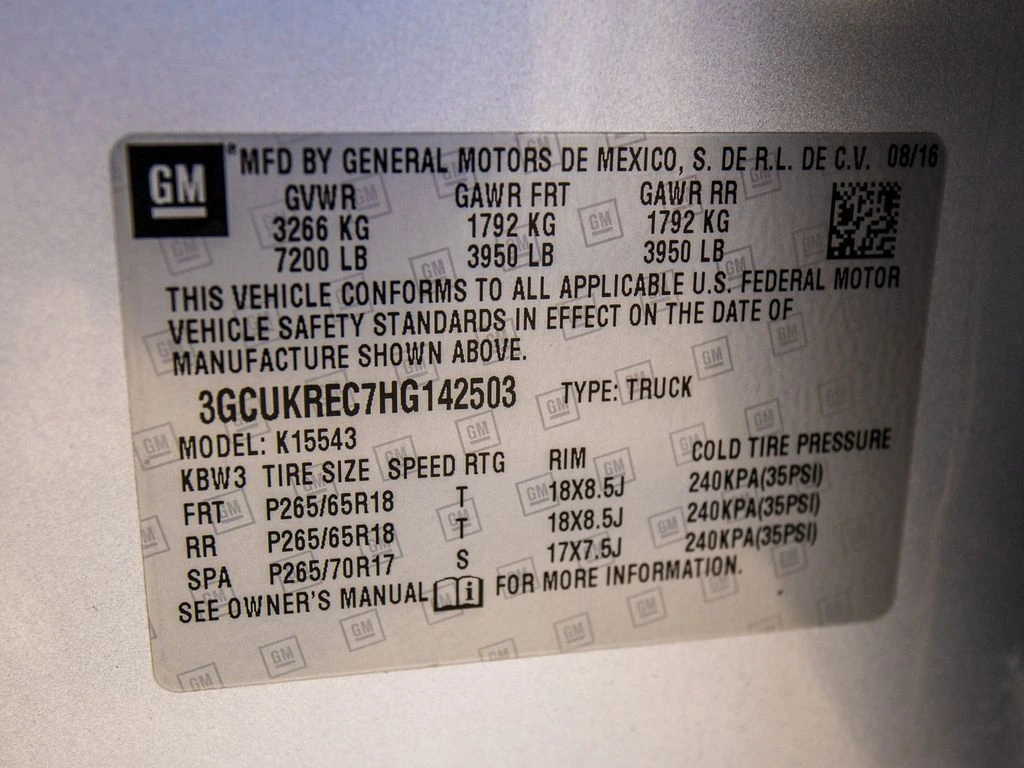 GM® MFD BY GENERAL MOTORS DE MEXICO, S. DE R.L. DE C.V. 08/16
GVWR GAWR FRT GAWR RR
3266 KG 1792 KG 1792 KG
7200 LB 3950 LB 3950 LB
THIS VEHICLE CONFORMS TO ALL APPLICABLE U.S. FEDERAL MOTOR
VEHICLE SAFETY STANDARDS IN EFFECT ON THE DATE OF
MANUFACTURE SHOWN ABOVE.
3GCUKREC7HG142503 TYPE: TRUCK
MODEL: K15543
KBW3 TIRE SIZE SPEED RTG RIM COLD TIRE PRESSURE
FRT P265/65R18 T 18X8.5J 240KPA(35PSI)
RR P265/65R18 T 18X8.5J 240KPA(35PSI)
SPA P265/70R17 S 17X7.5J 240KPA(35PSI)
SEE OWNER'S MANUAL i FOR MORE INFORMATION.